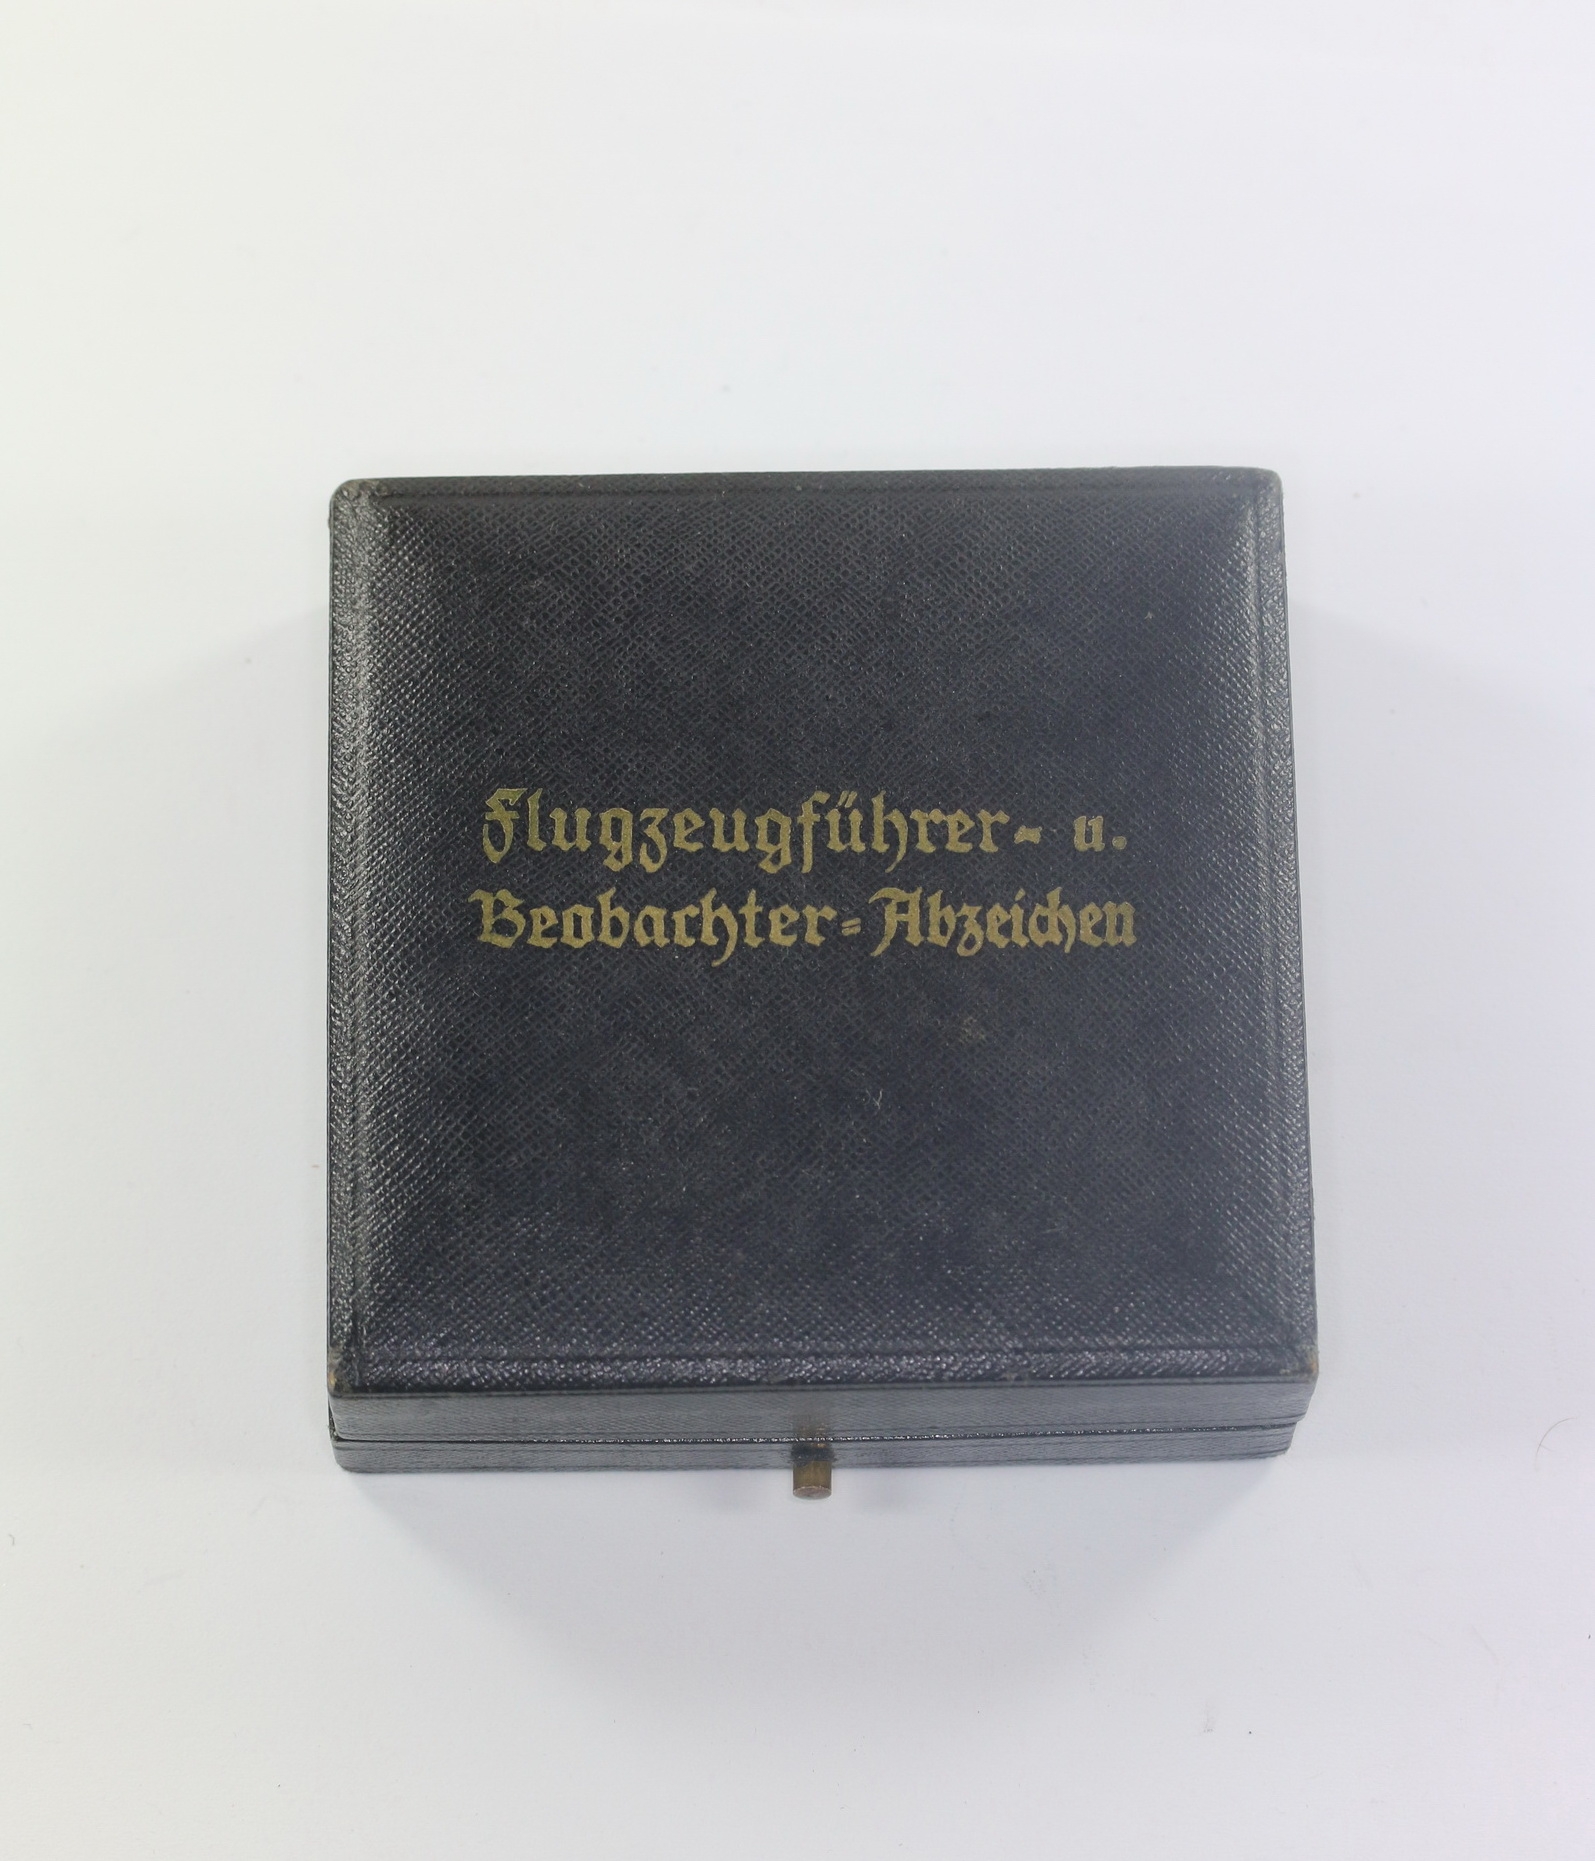 Flugzeugführer- u.
Beobachter=Abzeichen